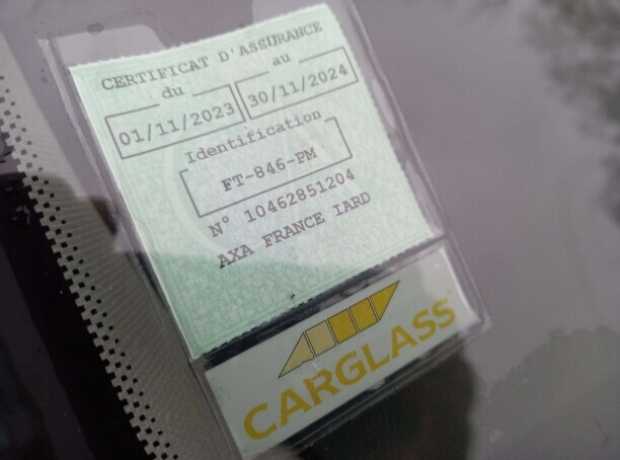 CERTIFICAT D'ASSURANCE
du au
01/11/2023 30/11/2024
Identification
FT-846-PM
N° 10462851204
AXA FRANCE IARD
CARGLASS